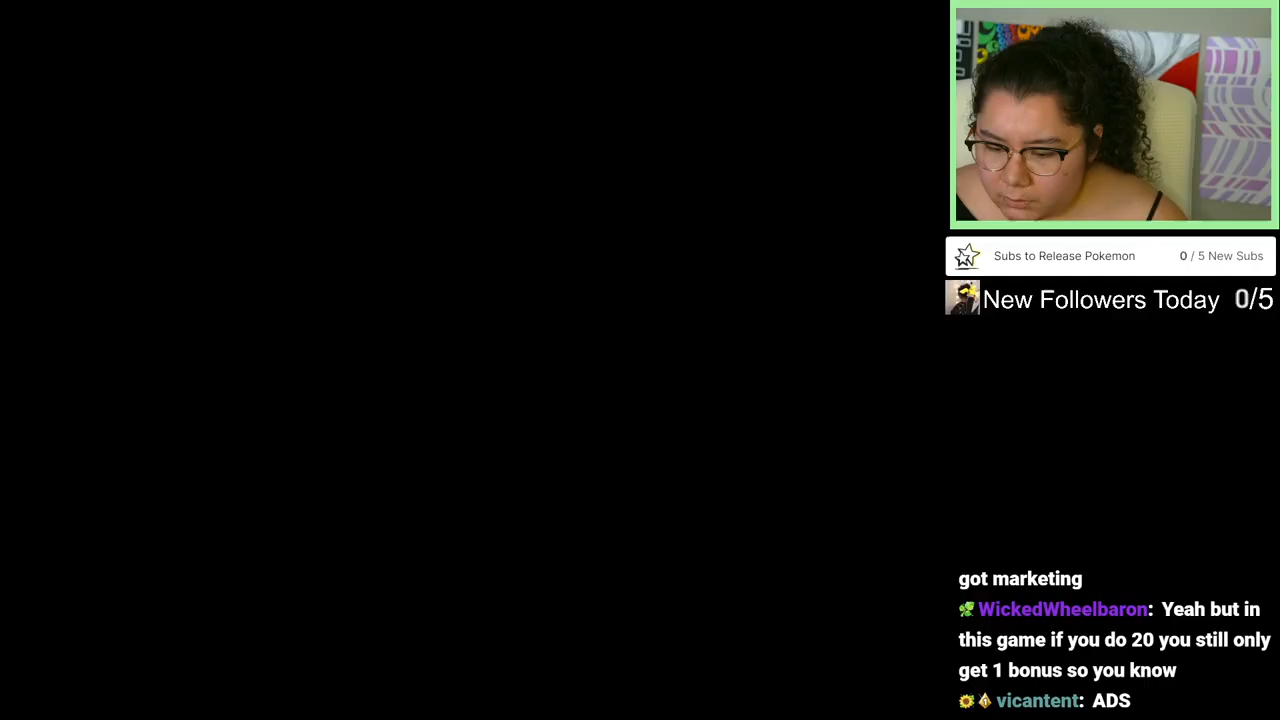 Subs to Release Pokemon 0 / 5 New Subs
New Followers Today 0/5
got marketing
WickedWheelbaron: Yeah but in
this game if you do 20 you still only
get 1 bonus so you know
vicantent: ADS